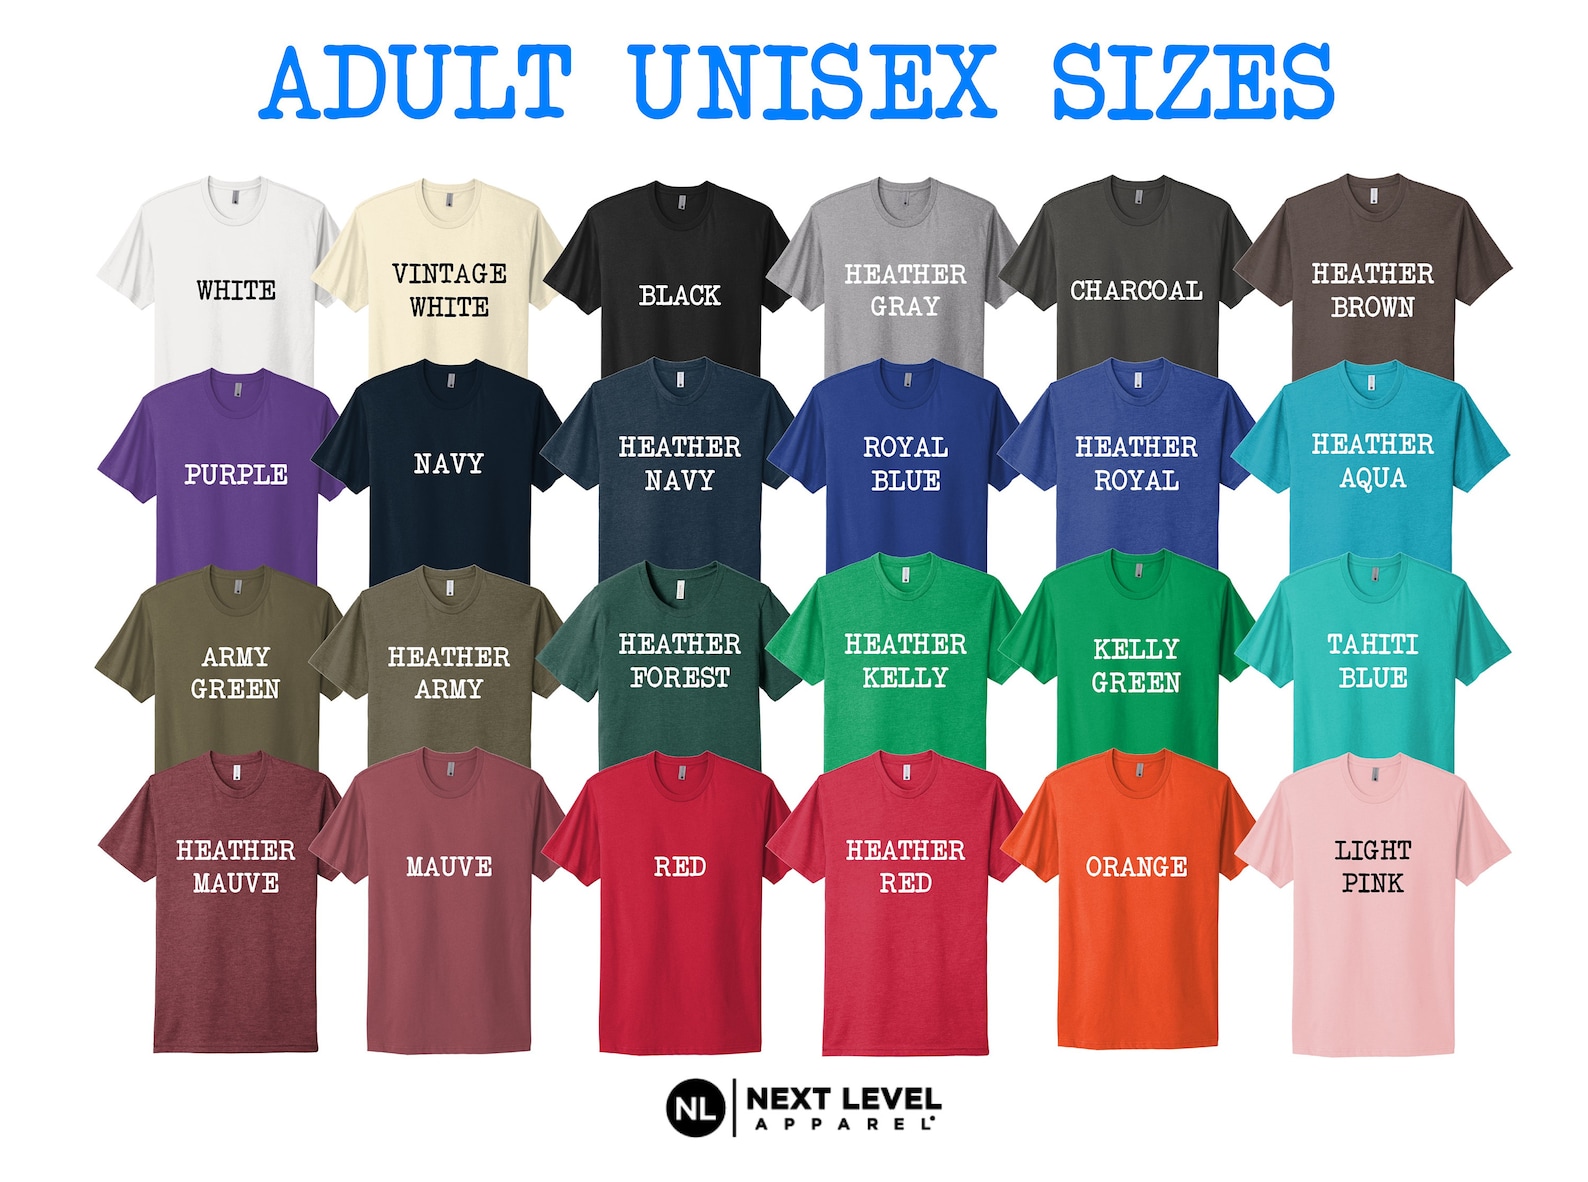 ADULT UNISEX SIZES
WHITE
VINTAGE
WHITE
BLACK
HEATHER
GRAY
CHARCOAL
HEATHER
BROWN
PURPLE
NAVY
HEATHER
NAVY
ROYAL
BLUE
HEATHER
ROYAL
HEATHER
AQUA
ARMY
GREEN
HEATHER
ARMY
HEATHER
FOREST
HEATHER
KELLY
KELLY
GREEN
TAHITI
BLUE
HEATHER
MAUVE
MAUVE
RED
HEATHER
RED
ORANGE
LIGHT
PINK
NL
NEXT LEVEL
APPAREL